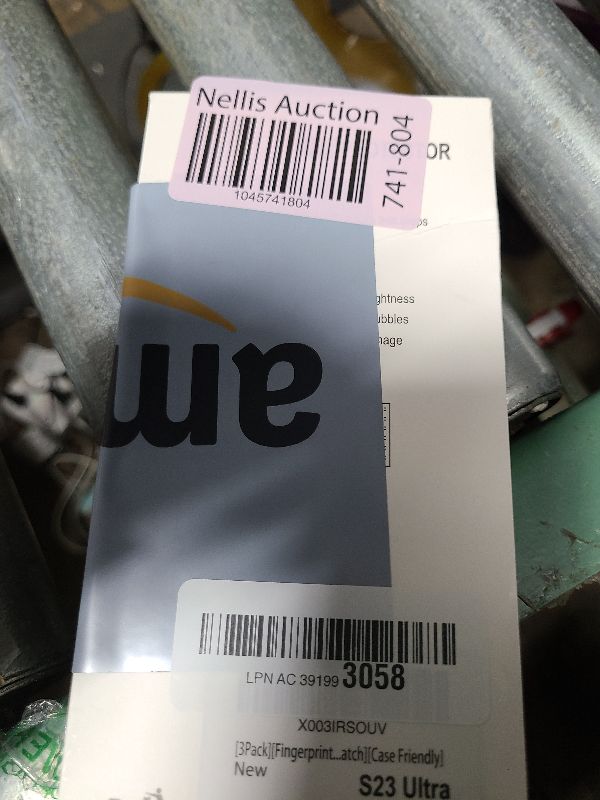 Nellis Auction
1045741804
741-804
OR
ps
ghtness
ubbles
mage
am
LPN AC 39199 3058
X003IRSOUV
[3Pack][Fingerprint...atch][Case Friendly]
New
S23 Ultra